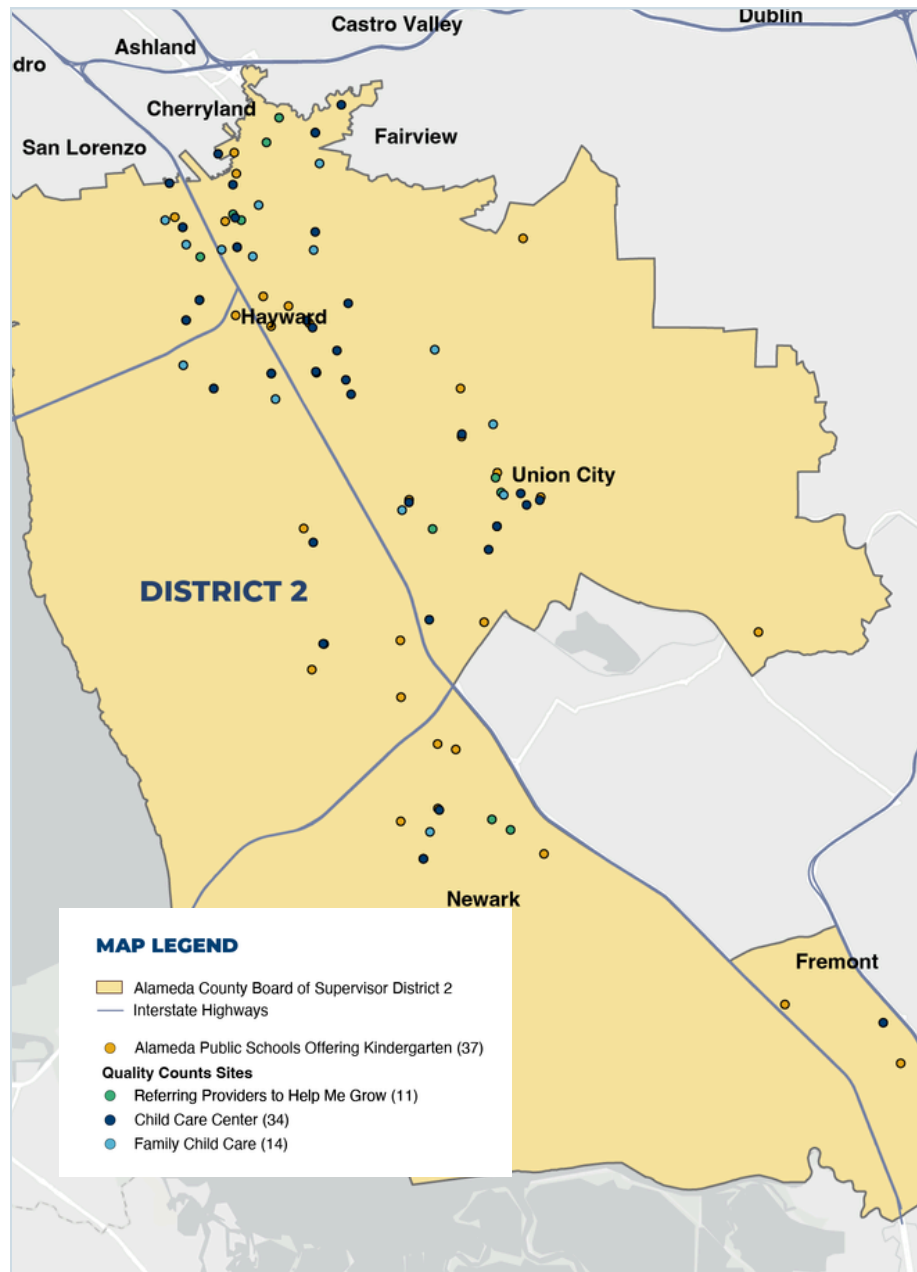 Castro Valley
Dublin
Ashland
dro
Cherryland
Fairview
San Lorenzo
Hayward
Union City
DISTRICT 2
Newark
MAP LEGEND
Alameda County Board of Supervisor District 2
Interstate Highways
Alameda Public Schools Offering Kindergarten (37)
Quality Counts Sites
Referring Providers to Help Me Grow (11)
Child Care Center (34)
Family Child Care (14)
Fremont